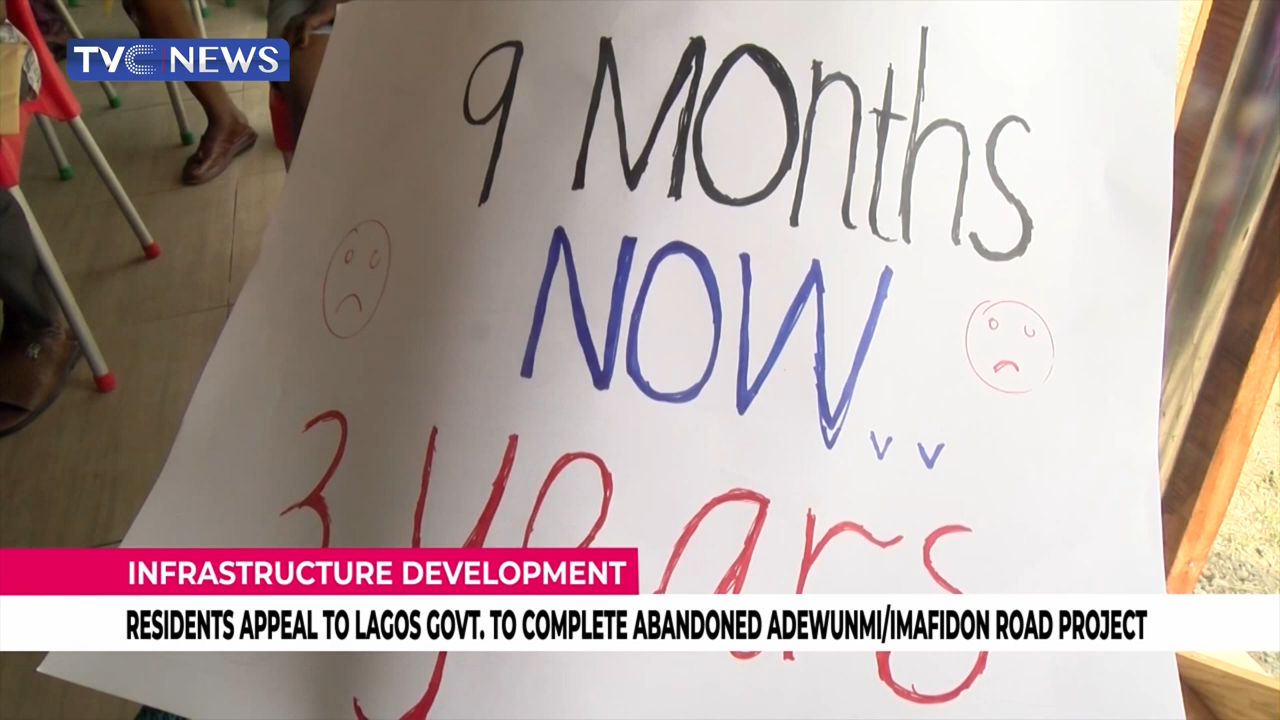 TVC NEWS
9 MOnths
NOW..
3 years
INFRASTRUCTURE DEVELOPMENT
RESIDENTS APPEAL TO LAGOS GOVT. TO COMPLETE ABANDONED ADEWUNMI/IMAFIDON ROAD PROJECT